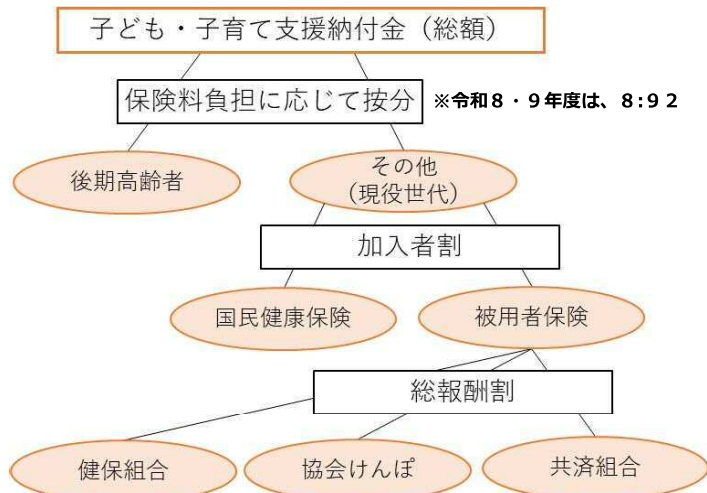 子ども・子育て支援納付金（総額）
保険料負担に応じて按分
※令和８・９年度は、８:９２
後期高齢者
その他
（現役世代）
加入者割
国民健康保険
被用者保険
総報酬割
健保組合
協会けんぽ
共済組合